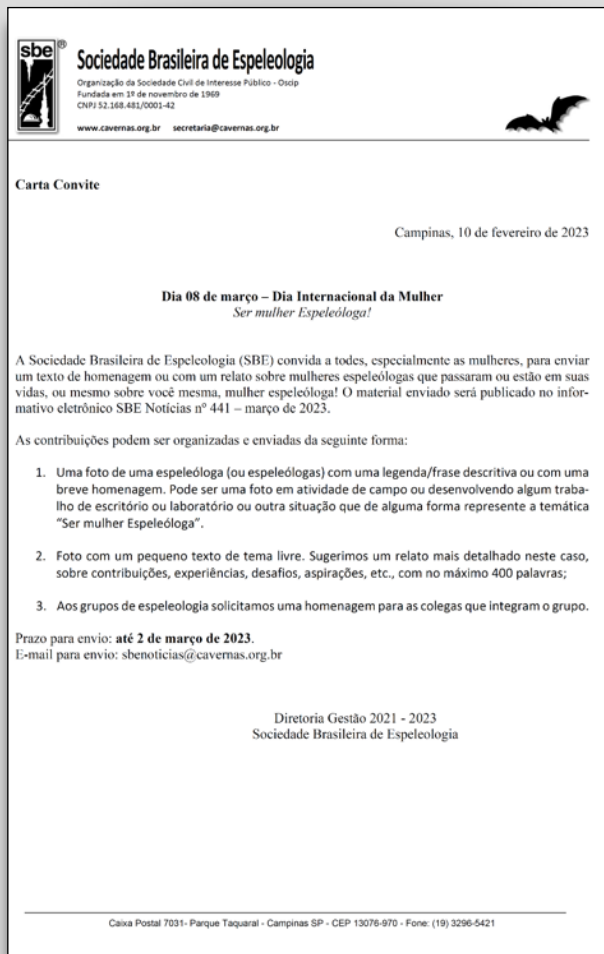 sbe®
Sociedade Brasileira de Espeleologia
Organização da Sociedade Civil de Interesse Público - Oscip
Fundada em 1º de novembro de 1969
CNPJ 52.168.481/0001-42
www.cavernas.org.br secretaria@cavernas.org.br
Carta Convite
Campinas, 10 de fevereiro de 2023
Dia 08 de março – Dia Internacional da Mulher
Ser mulher Espeleóloga!
A Sociedade Brasileira de Espeleologia (SBE) convida a todes, especialmente as mulheres, para enviar
um texto de homenagem ou com um relato sobre mulheres espeleólogas que passaram ou estão em suas
vidas, ou mesmo sobre você mesma, mulher espeleóloga! O material enviado será publicado no infor-
mativo eletrônico SBE Notícias nº 441 – março de 2023.
As contribuições podem ser organizadas e enviadas da seguinte forma:
1. Uma foto de uma espeleóloga (ou espeleólogas) com uma legenda/frase descritiva ou com uma
breve homenagem. Pode ser uma foto em atividade de campo ou desenvolvendo algum traba-
lho de escritório ou laboratório ou outra situação que de alguma forma represente a temática
“Ser mulher Espeleóloga”.
2. Foto com um pequeno texto de tema livre. Sugerimos um relato mais detalhado neste caso,
sobre contribuições, experiências, desafios, aspirações, etc., com no máximo 400 palavras;
3. Aos grupos de espeleologia solicitamos uma homenagem para as colegas que integram o grupo.
Prazo para envio: até 2 de março de 2023.
E-mail para envio: sbenoticias@cavernas.org.br
Diretoria Gestão 2021 - 2023
Sociedade Brasileira de Espeleologia
Caixa Postal 7031- Parque Taquaral - Campinas SP - CEP 13076-970 - Fone: (19) 3296-5421